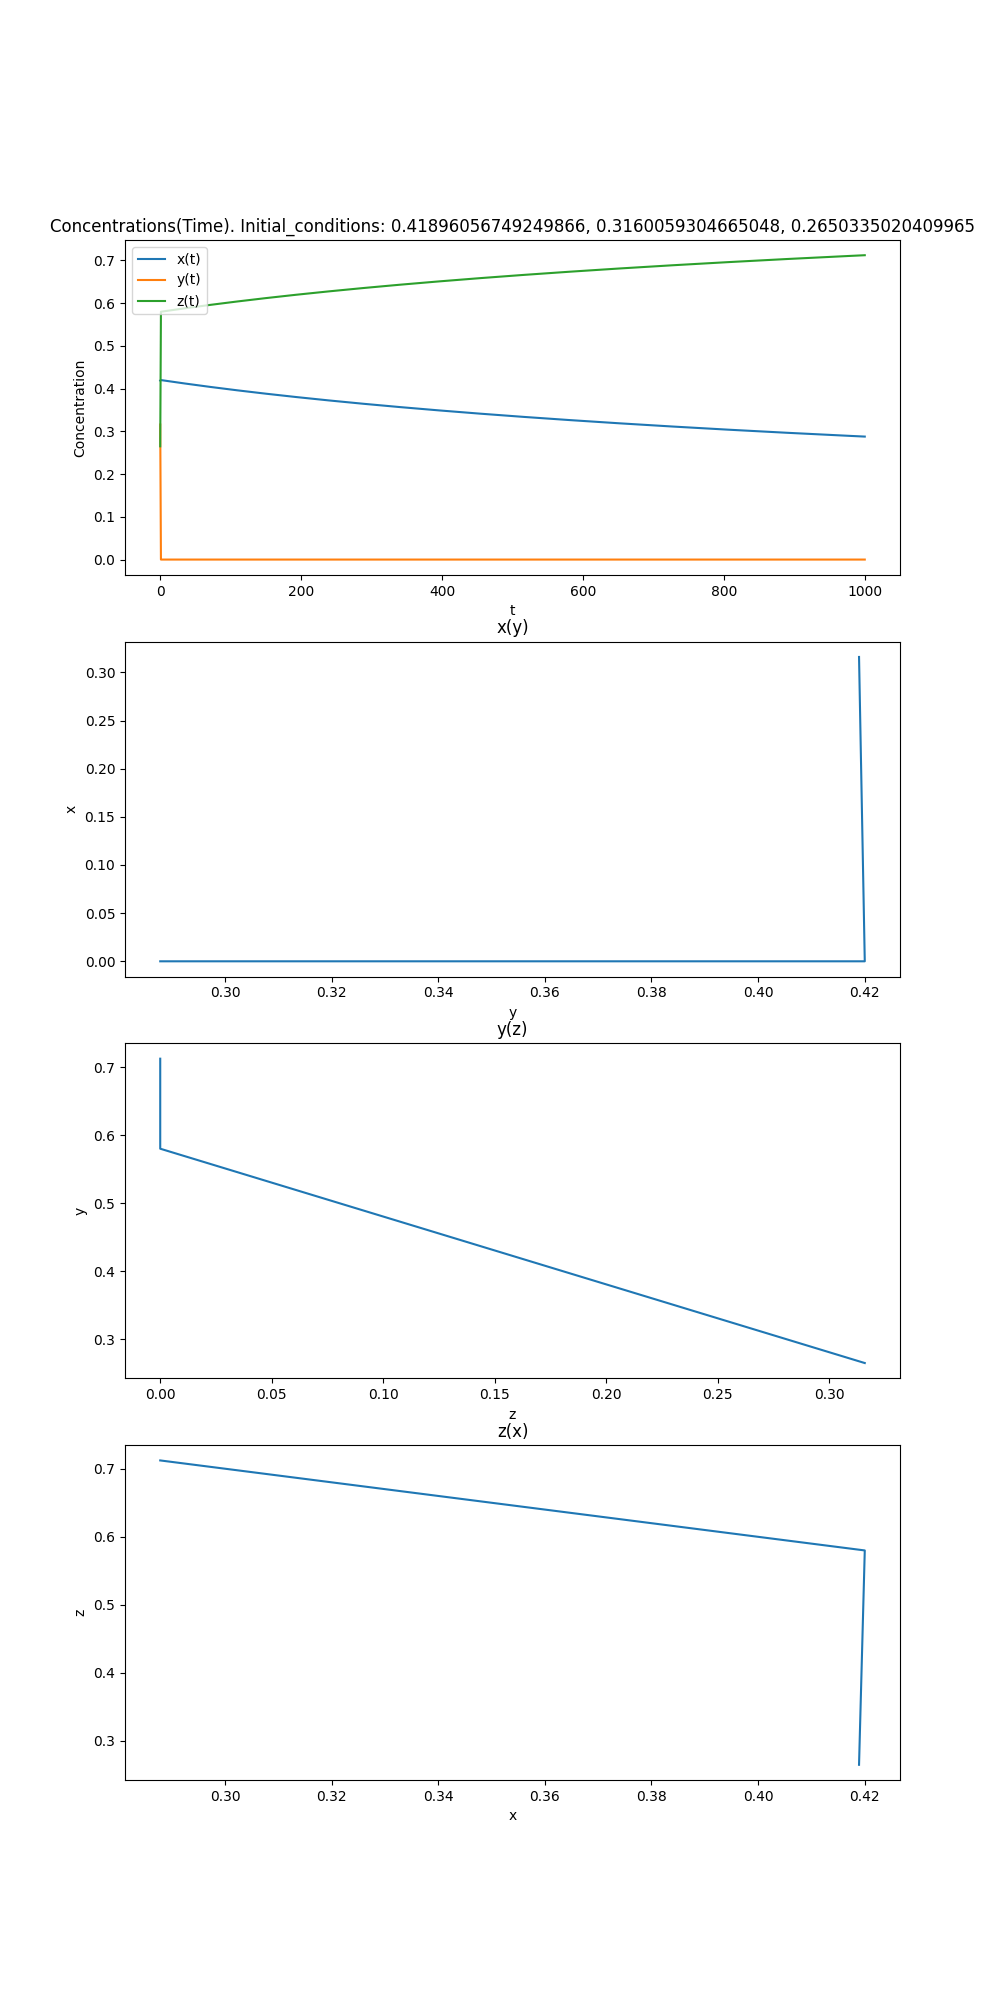 Concentrations(Time). Initial_conditions: 0.41896056749249866, 0.3160059304665048, 0.2650335020409965
x(t)
y(t)
z(t)
0.7
0.6
0.5
0.4
0.3
0.2
0.1
0.0
Concentration
0 200 400 600 800 1000
t
x(y)
0.30
0.25
0.20
0.15
0.10
0.05
0.00
x
0.30 0.32 0.34 0.36 0.38 0.40 0.42
y
y(z)
0.7
0.6
0.5
0.4
0.3
y
0.00 0.05 0.10 0.15 0.20 0.25 0.30
z
z(x)
0.7
0.6
0.5
0.4
0.3
z
0.30 0.32 0.34 0.36 0.38 0.40 0.42
x